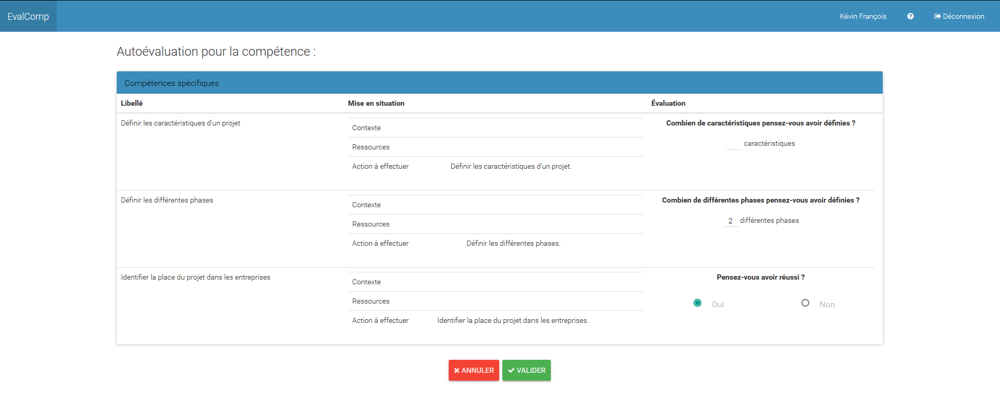 EvalComp
Kévin François
Déconnexion
Autoévaluation pour la compétence :
Compétences spécifiques
Libellé
Mise en situation
Évaluation
Définir les caractéristiques d'un projet
Contexte
Ressources
Action à effectuer
Définir les caractéristiques d'un projet.
Combien de caractéristiques pensez-vous avoir définies ?
caractéristiques
Définir les différentes phases
Contexte
Ressources
Action à effectuer
Définir les différentes phases.
Combien de différentes phases pensez-vous avoir définies ?
2 différentes phases
Identifier la place du projet dans les entreprises
Contexte
Ressources
Action à effectuer
Identifier la place du projet dans les entreprises.
Pensez-vous avoir réussi ?
Oui
Non
ANNULER
VALIDER